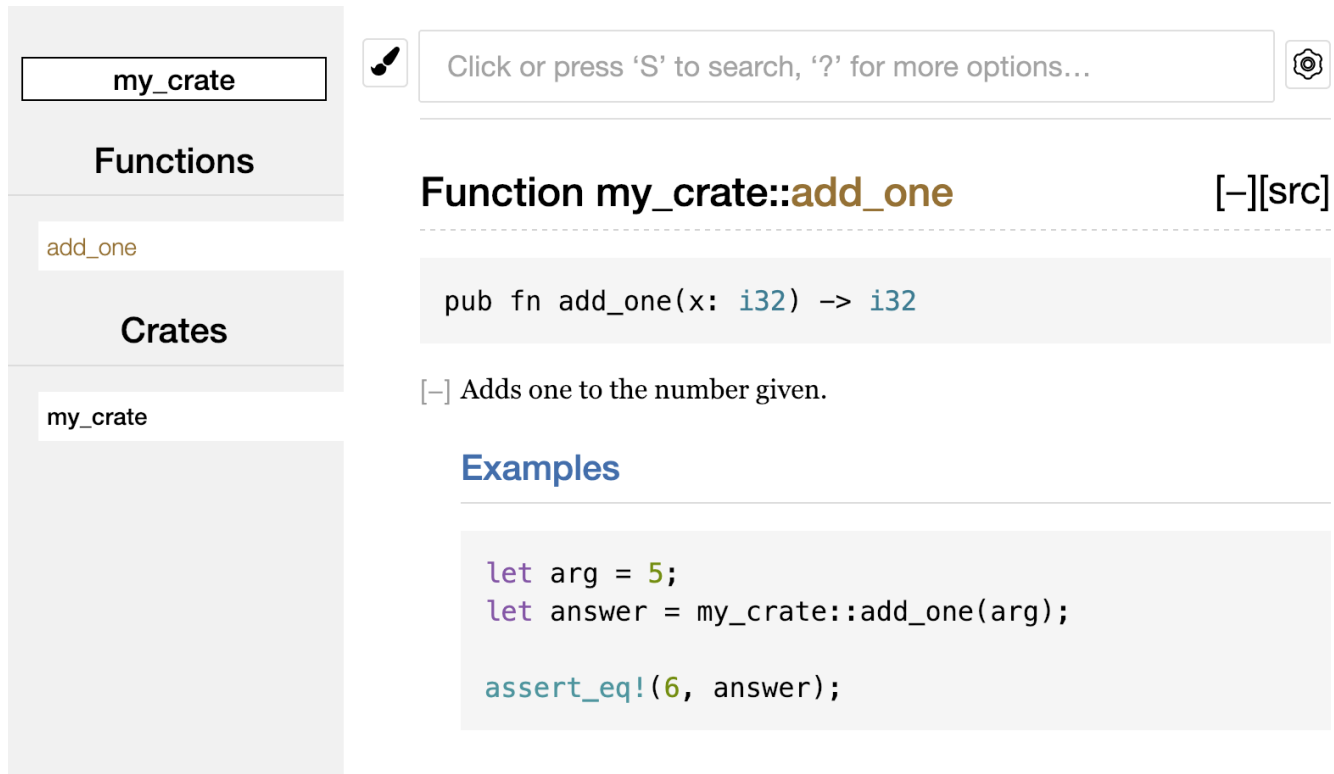 my_crate
Functions
add_one
Crates
my_crate
Click or press ‘S’ to search, ‘?’ for more options…
Function my_crate::add_one
[–][src]
pub fn add_one(x: i32) -> i32
[–] Adds one to the number given.
Examples
let arg = 5;
let answer = my_crate::add_one(arg);
assert_eq!(6, answer);